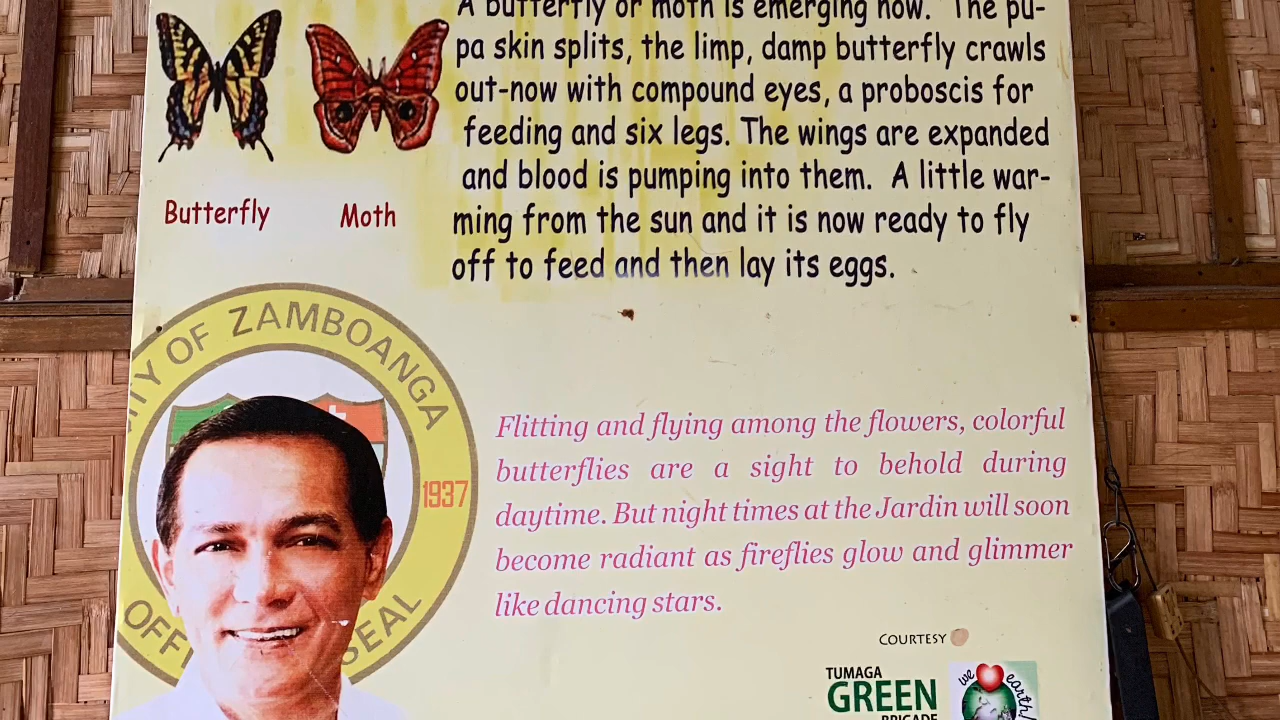 A butterfly or moth is emerging now. The pu-
pa skin splits, the limp, damp butterfly crawls
out-now with compound eyes, a proboscis for
feeding and six legs. The wings are expanded
and blood is pumping into them. A little war-
ming from the sun and it is now ready to fly
off to feed and then lay its eggs.
Butterfly
Moth
ITY OF ZAMBOANGA
1937
OFFI
SEAL
Flitting and flying among the flowers, colorful
butterflies are a sight to behold during
daytime. But night times at the Jardin will soon
become radiant as fireflies glow and glimmer
like dancing stars.
COURTESY
TUMAGA
GREEN
BRIGADE
we
earth!